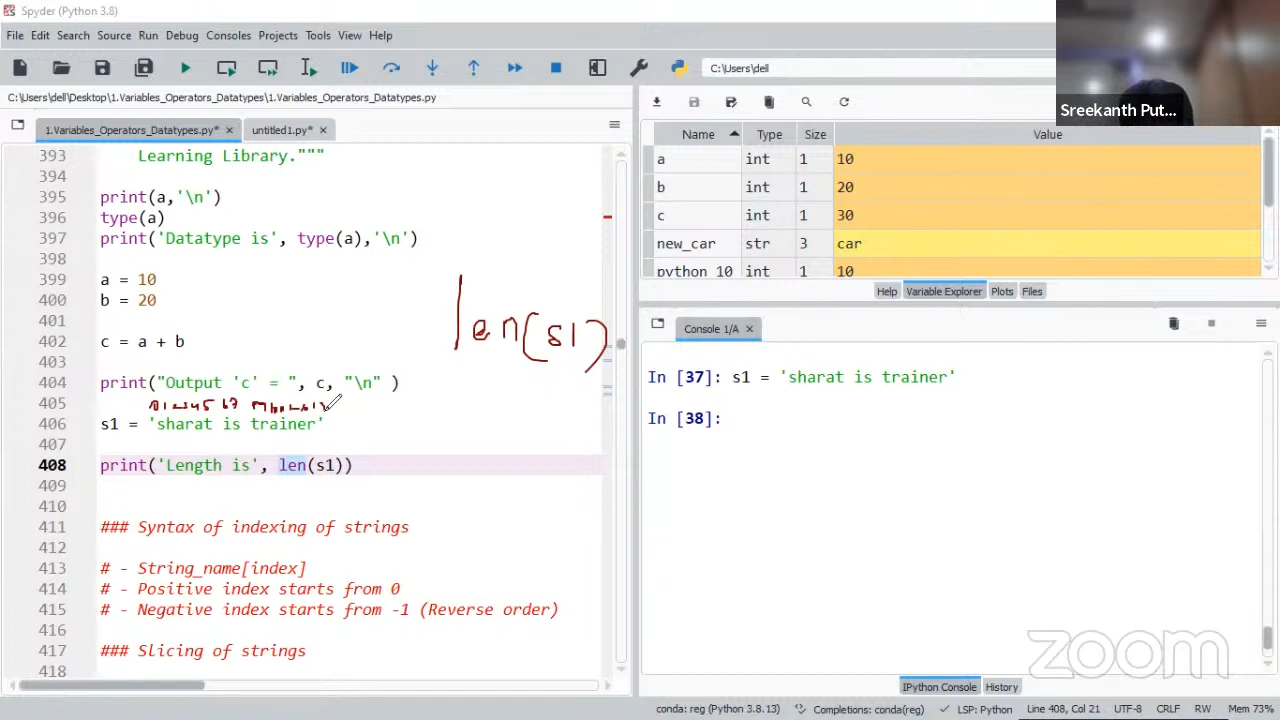 Spyder (Python 3.8)
File Edit Search Source Run Debug Consoles Projects Tools View Help
C:\Users\dell
Sreekanth Put...
C:\Users\dell\Desktop\1.Variables_Operators_Datatypes\1.Variables_Operators_Datatypes.py
1.Variables_Operators_Datatypes.py* untitled1.py*
393 Learning Library."""
394
395 print(a,'\n')
396 type(a)
397 print('Datatype is', type(a),'\n')
398
399 a = 10
400 b = 20
401
402 c = a + b
403
404 print("Output 'c' = ", c, "\n" )
405
406 s1 = 'sharat is trainer'
407
408 print('Length is', len(s1))
409
410
411 ### Syntax of indexing of strings
412
413 # - String_name[index]
414 # - Positive index starts from 0
415 # - Negative index starts from -1 (Reverse order)
416
417 ### Slicing of strings
418
len(s1)
Name Type Size Value
a int 1 10
b int 1 20
c int 1 30
new_car str 3 car
python_10 int 1 10
Help Variable Explorer Plots Files
Console 1/A
In [37]: s1 = 'sharat is trainer'
In [38]:
zoom
IPython Console History
conda: reg (Python 3.8.13) Completions: conda(reg) LSP: Python Line 408, Col 21 UTF-8 CRLF RW Mem 73%